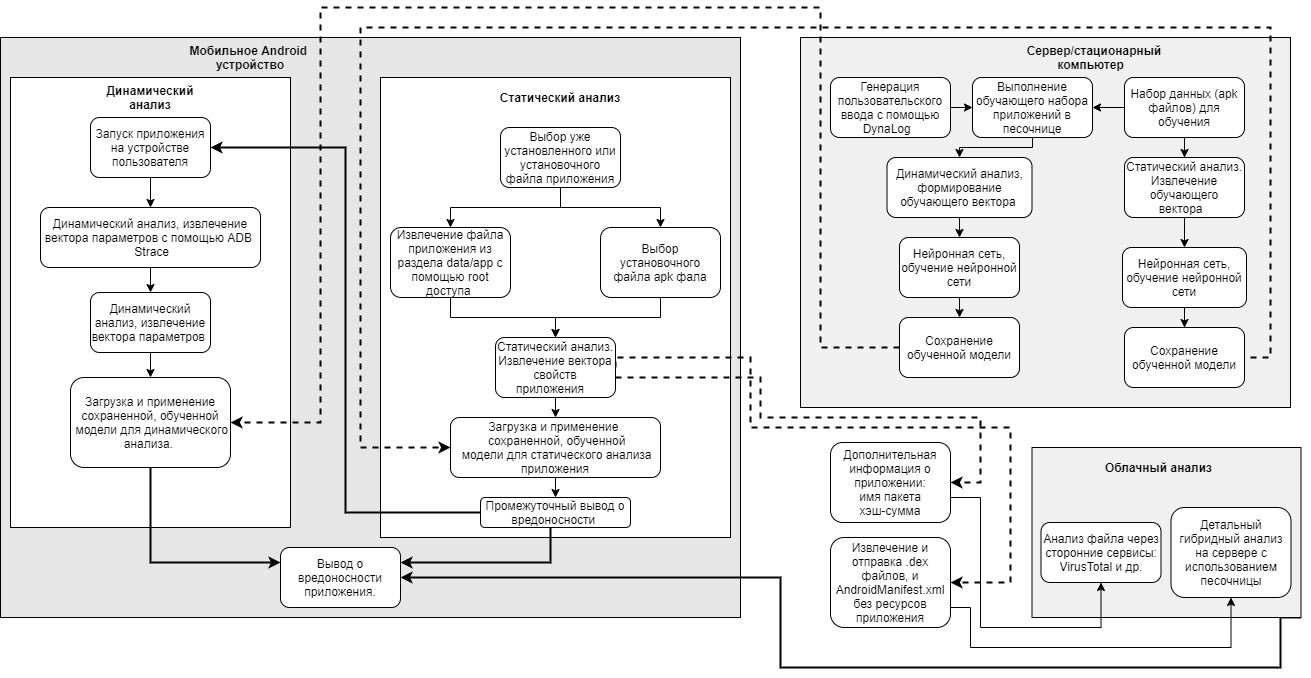 Мобильное Android
устройство
Динамический
анализ
Запуск приложения
на устройстве
пользователя
Динамический анализ, извлечение
вектора параметров с помощью ADB
Strace
Динамический
анализ, извлечение
вектора параметров
Загрузка и применение
сохраненной, обученной
модели для динамического
анализа.
Статический анализ
Выбор уже
установленного или
установочного
файла приложения
Извлечение файла
приложения из
раздела data/app с
помощью root
доступа
Выбор
установочного
файла apk фала
Статический анализ.
Извлечение вектора
свойств
приложения
Загрузка и применение
сохраненной, обученной
модели для статического анализа
приложения
Промежуточный вывод о
вредоносности
Вывод о
вредоносности
приложения.
Сервер/стационарный
компьютер
Генерация
пользовательского
ввода с помощью
DynaLog
Выполнение
обучающего набора
приложений в
песочнице
Набор данных (apk
файлов) для
обучения
Динамический анализ,
формирование
обучающего вектора
Статический анализ.
Извлечение
обучающего
вектора
Нейронная сеть,
обучение нейронной
сети
Нейронная сеть,
обучение нейронной
сети
Сохранение
обученной модели
Сохранение
обученной модели
Дополнительная
информация о
приложении:
имя пакета
хэш-сумма
Извлечение и
отправка .dex
файлов, и
AndroidManifest.xml
без ресурсов
приложения
Облачный анализ
Анализ файла через
сторонние сервисы:
VirusTotal и др.
Детальный
гибридный анализ
на сервере с
использованием
песочницы